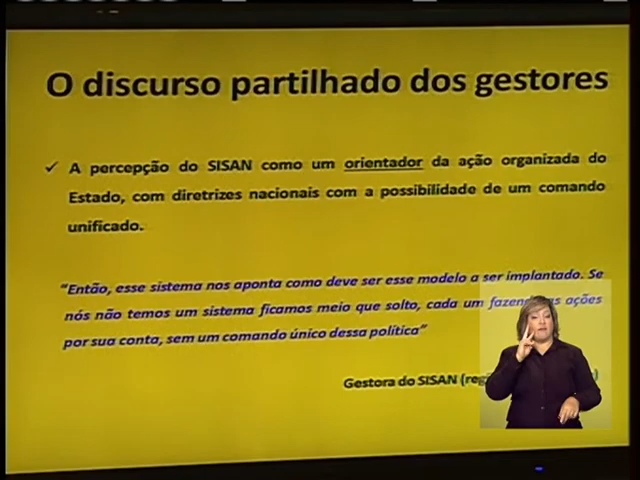 O discurso partilhado dos gestores
✓ A percepção do SISAN como um orientador da ação organizada do
Estado, com diretrizes nacionais com a possibilidade de um comando
unificado.
"Então, esse sistema nos aponta como deve ser esse modelo a ser implantado. Se
nós não temos um sistema ficamos meio que solto, cada um ações
por sua conta, sem um comando único dessa política"
Gestora do SISAN